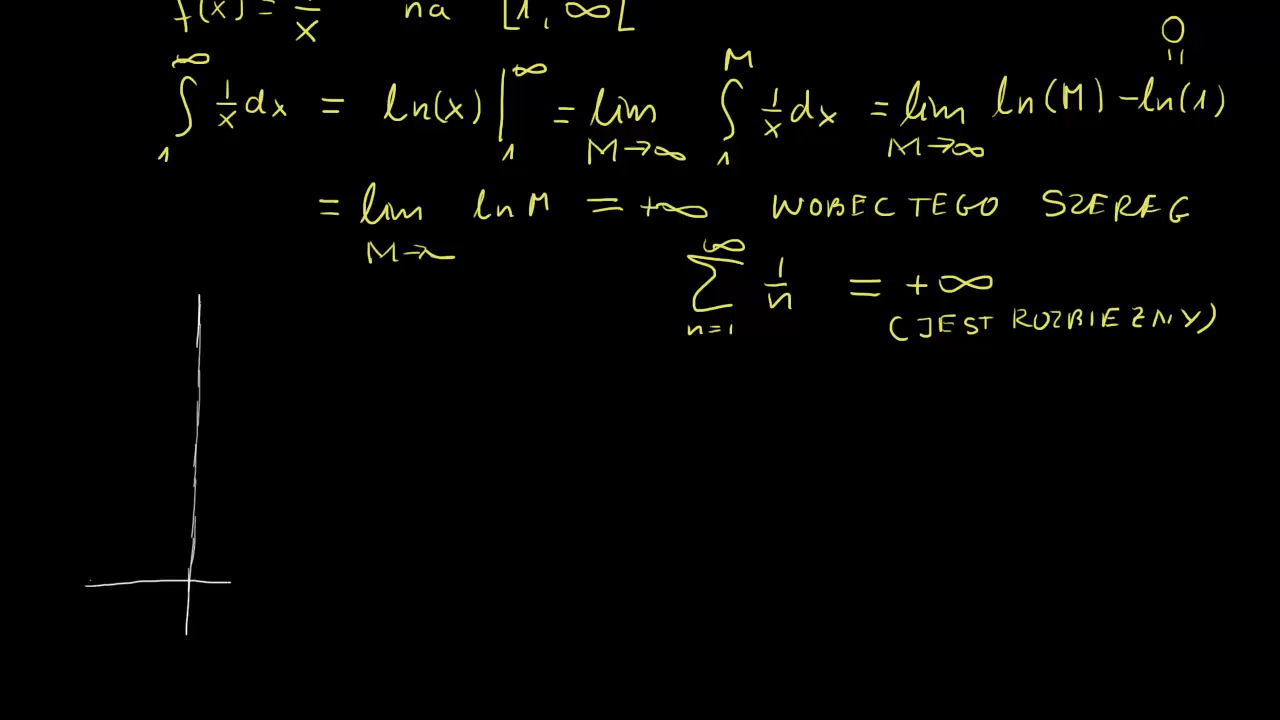 f(x) = 1/x na [1, ∞[
∫₁^∞ 1/x dx = ln(x) |₁^∞ = lim_{M→∞} ∫₁^M 1/x dx = lim_{M→∞} ln(M) - ln(1)
0
"
= lim_{M→∞} ln M = +∞ WOBEC TEGO SZEREG
∑_{n=1}^∞ 1/n = +∞
(JEST ROZBIEZNY)